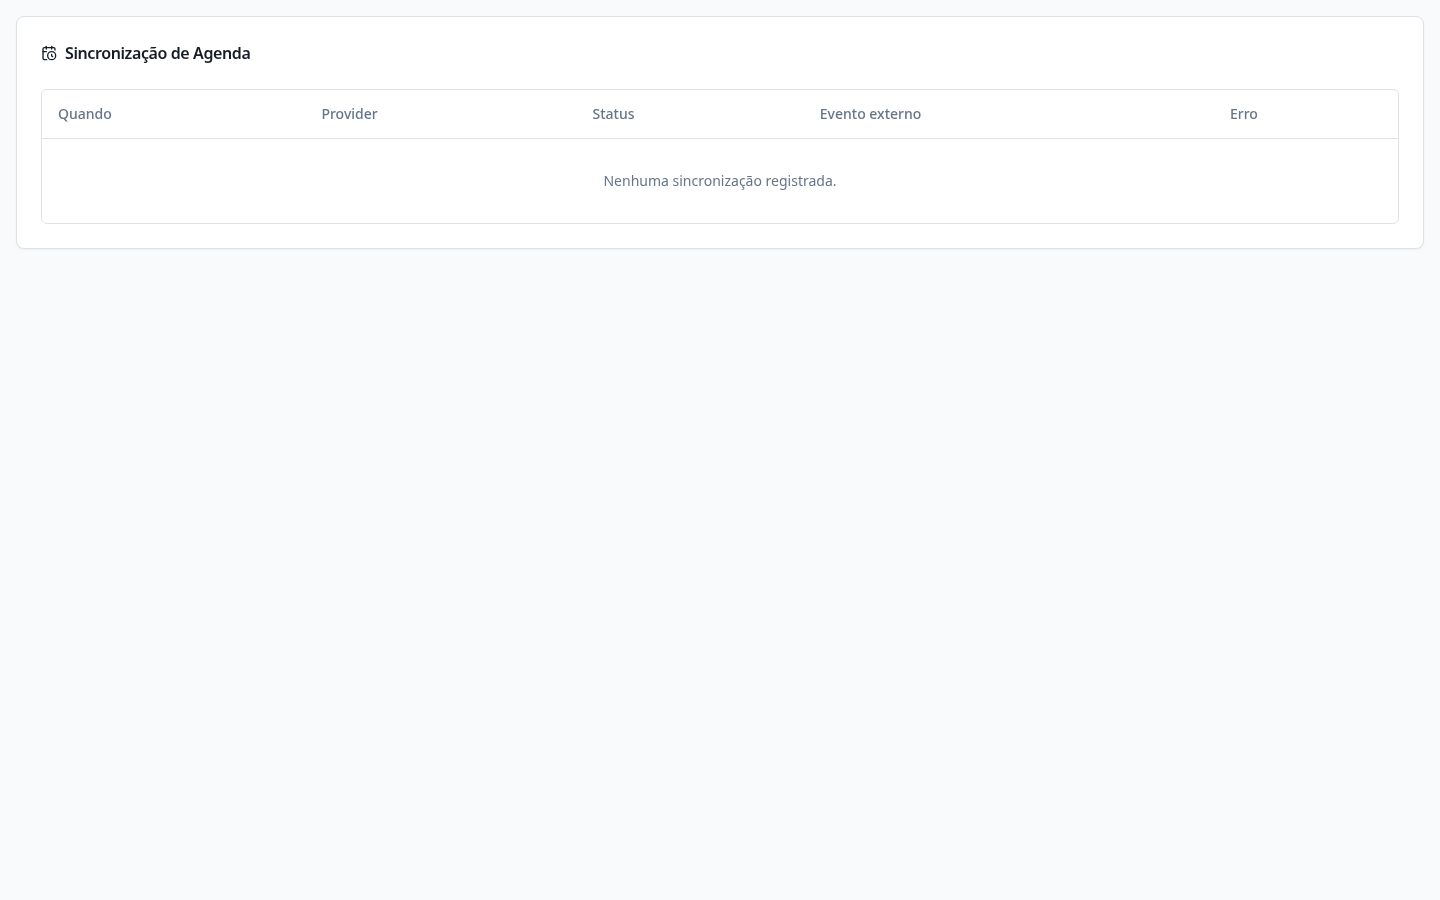 Sincronização de Agenda
Quando Provider Status Evento externo Erro
Nenhuma sincronização registrada.